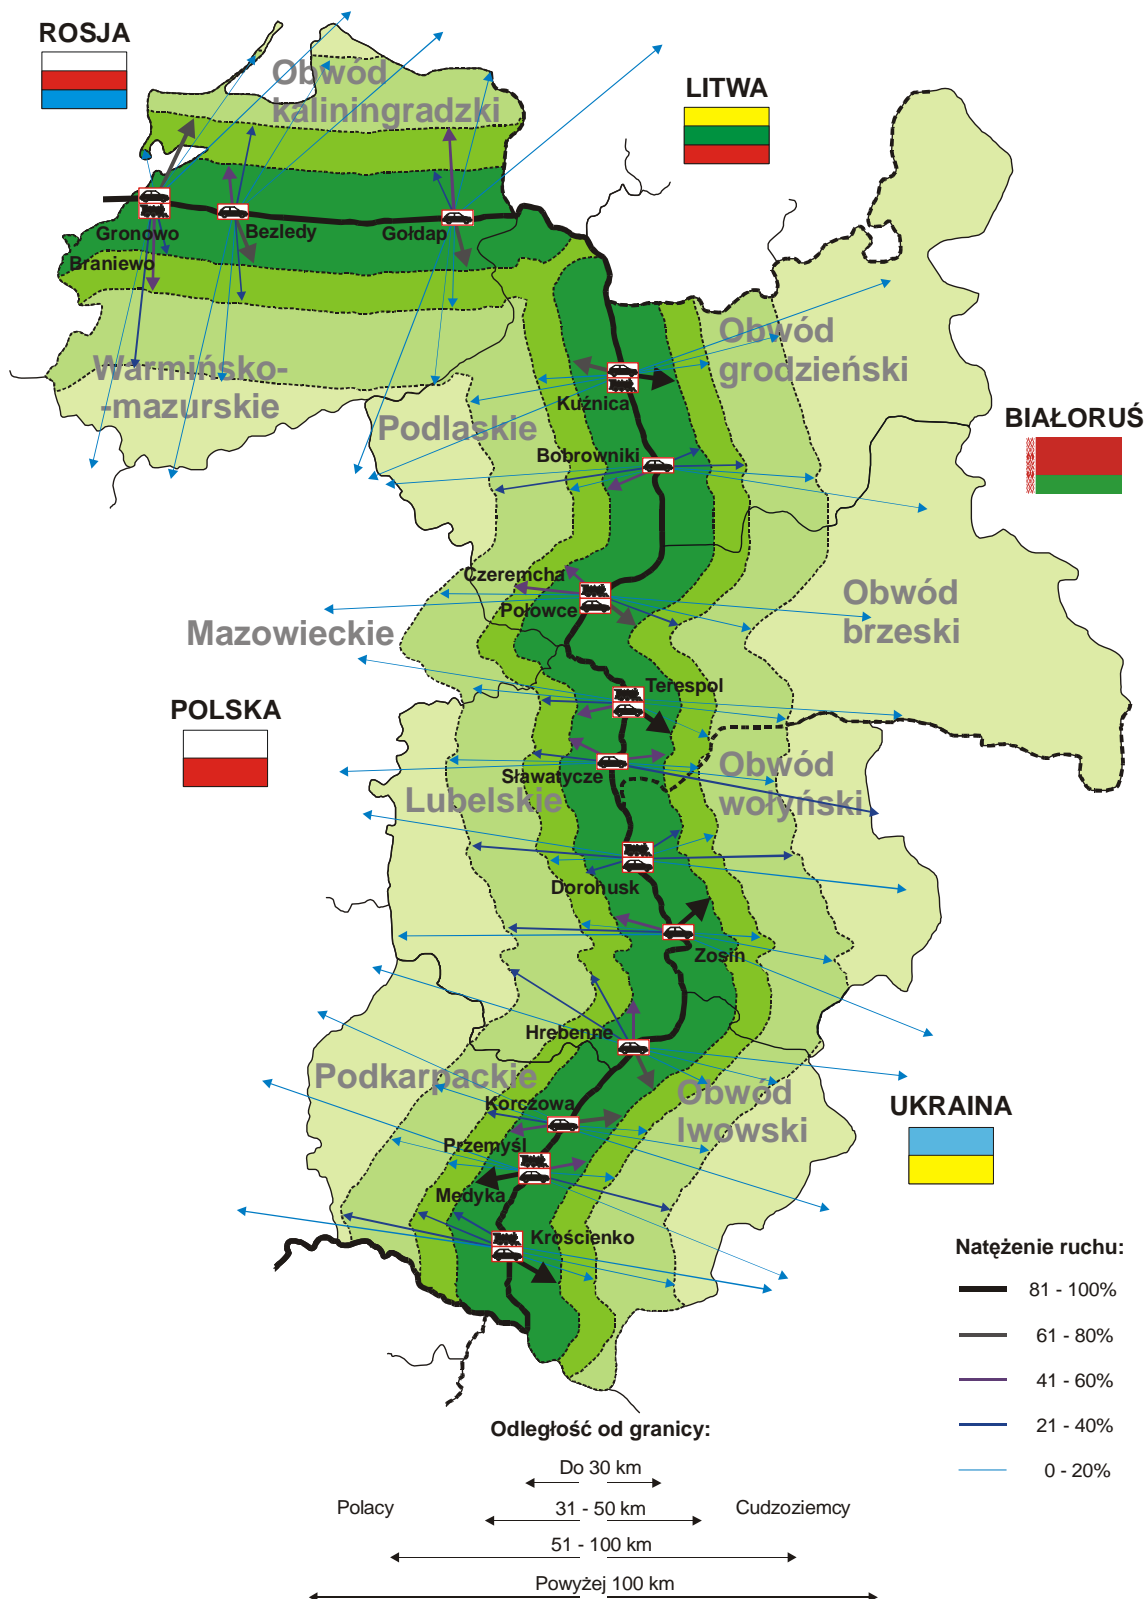 ROSJA
Obwód
kaliningradzki
LITWA
Gronowo
Bezledy
Gołdap
Braniewo
Warmińsko-
-mazurskie
Obwód
grodzieński
Kuźnica
Podlaskie
BIAŁORUŚ
Bobrowniki
Czeremcha
Połowce
Obwód
brzeski
Mazowieckie
Terespol
POLSKA
Sławatycze
Obwód
wołyński
Lubelskie
Dorohusk
Zosin
Hrebenne
Podkarpackie
Korczowa
Obwód
lwowski
UKRAINA
Przemyśl
Medyka
Krościenko
Natężenie ruchu:
81 - 100%
61 - 80%
41 - 60%
21 - 40%
0 - 20%
Odległość od granicy:
Do 30 km
Polacy
31 - 50 km
Cudzoziemcy
51 - 100 km
Powyżej 100 km